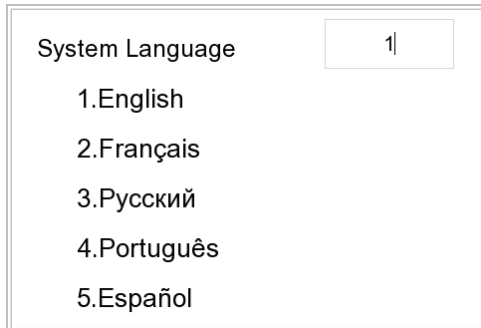 System Language 1
1.English
2.Français
3.Русский
4.Português
5.Español